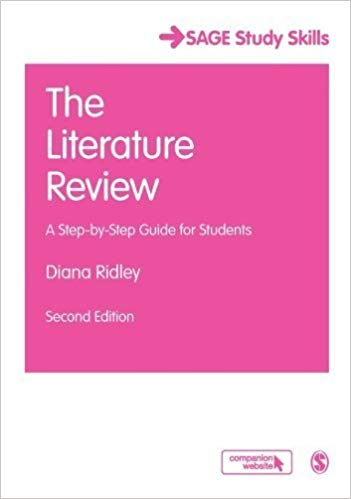 SAGE Study Skills
The
Literature
Review
A Step-by-Step Guide for Students
Diana Ridley
Second Edition
companion
website
S